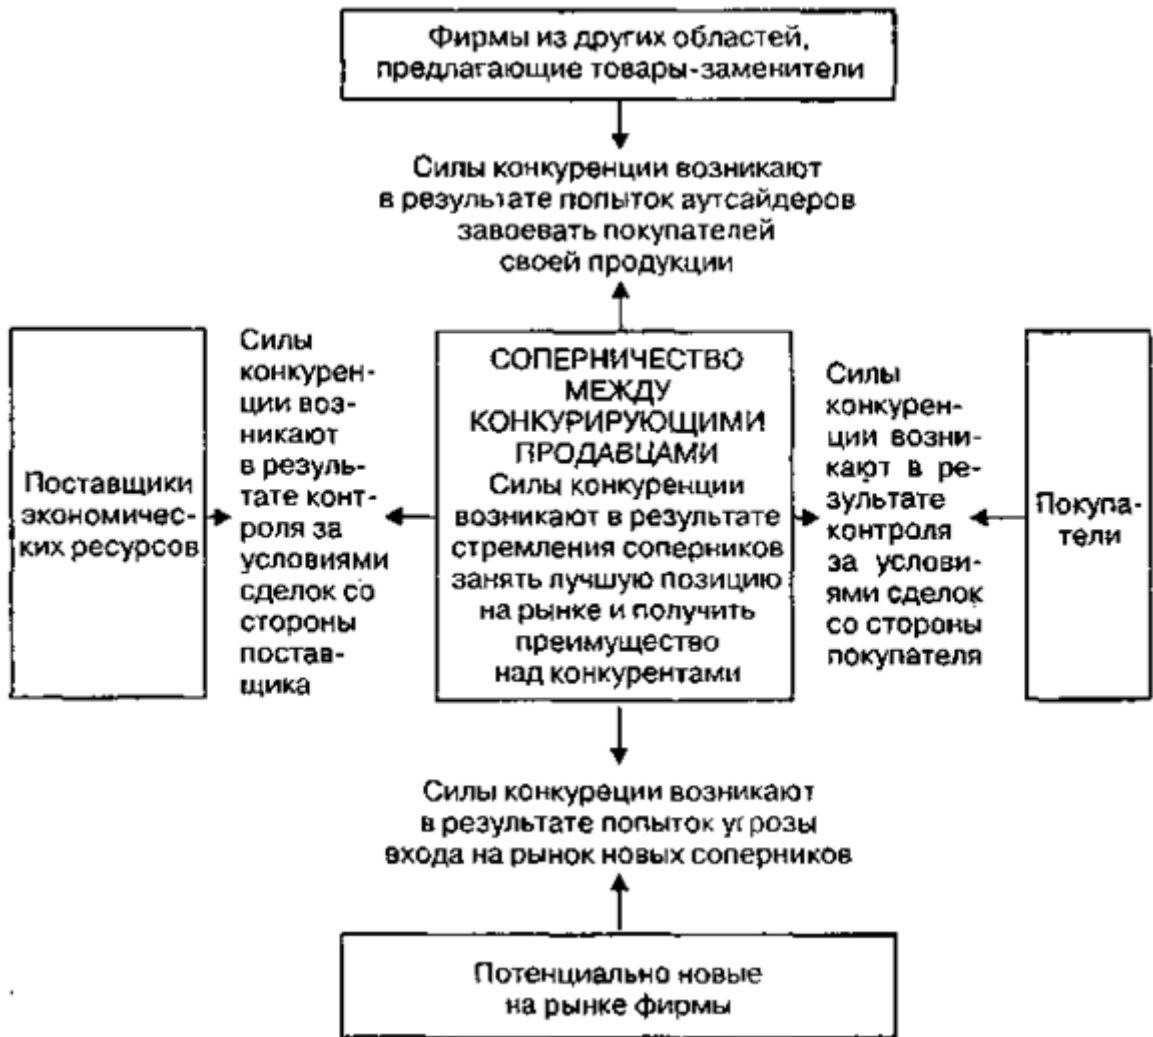 Фирмы из других областей,
предлагающие товары-заменители
Силы конкуренции возникают
в результате попыток аутсайдеров
завоевать покупателей
своей продукции
Поставщики
экономичес-
ких ресурсов
Силы
конкурен-
ции воз-
никают
в резуль-
тате конт-
роля за
условиями
сделок со
стороны
постав-
щика
СОПЕРНИЧЕСТВО
МЕЖДУ
КОНКУРИРУЮЩИМИ
ПРОДАВЦАМИ
Силы конкуренции
возникают в результате
стремления соперников
занять лучшую позицию
на рынке и получить
преимущество
над конкурентами
Силы
конкурен-
ции возни-
кают в ре-
зультате
контроля
за услови-
ями сделок
со стороны
покупателя
Покупа-
тели
Силы конкуреции возникают
в результате попыток угрозы
входа на рынок новых соперников
Потенциально новые
на рынке фирмы